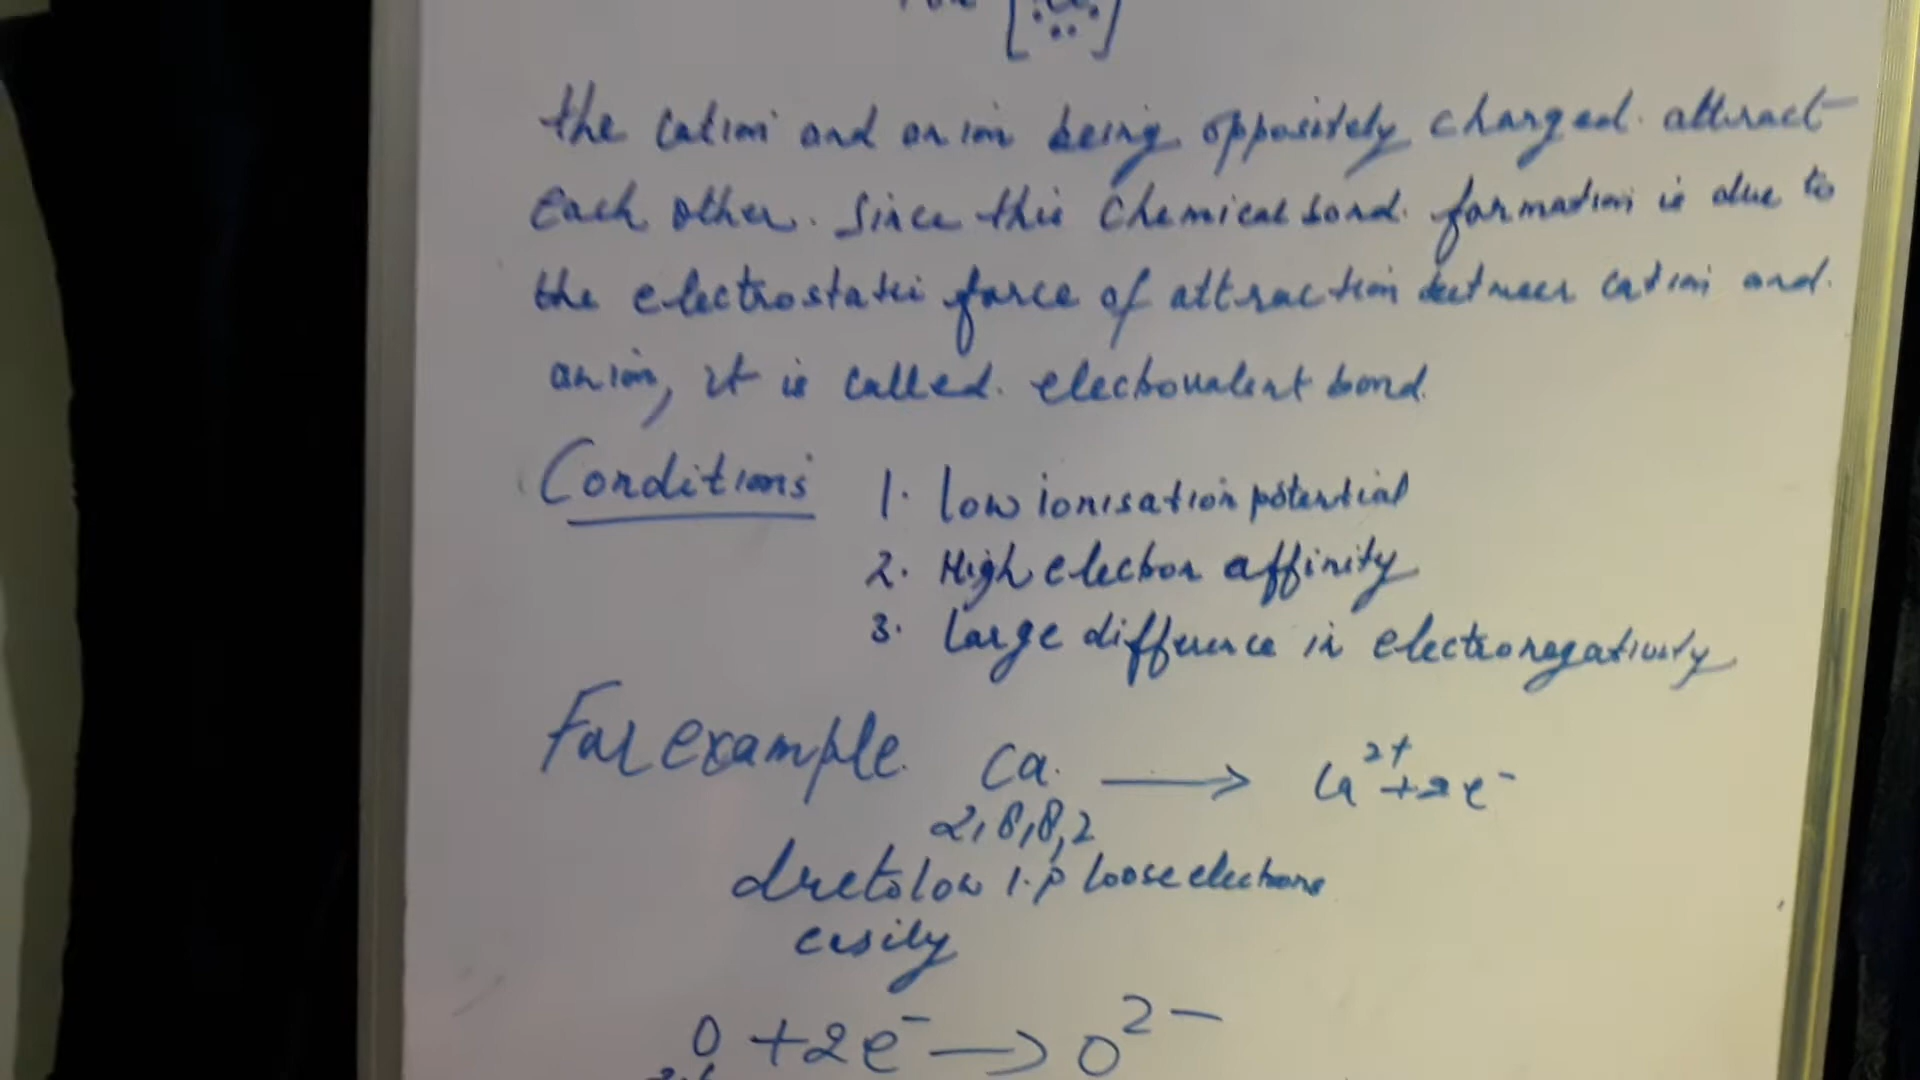 the cation and anion being oppositely charged attract
each other. Since this chemical bond formation is due to
the electrostatic force of attraction between cation and
anion, it is called electrovalent bond.
Conditions 1. low ionisation potential
2. High electron affinity
3. Large difference in electronegativity
For example Ca → Ca²⁺ + 2e⁻
2,8,8,2
due to low I.P loose electrons
easily
O + 2e⁻ → O²⁻